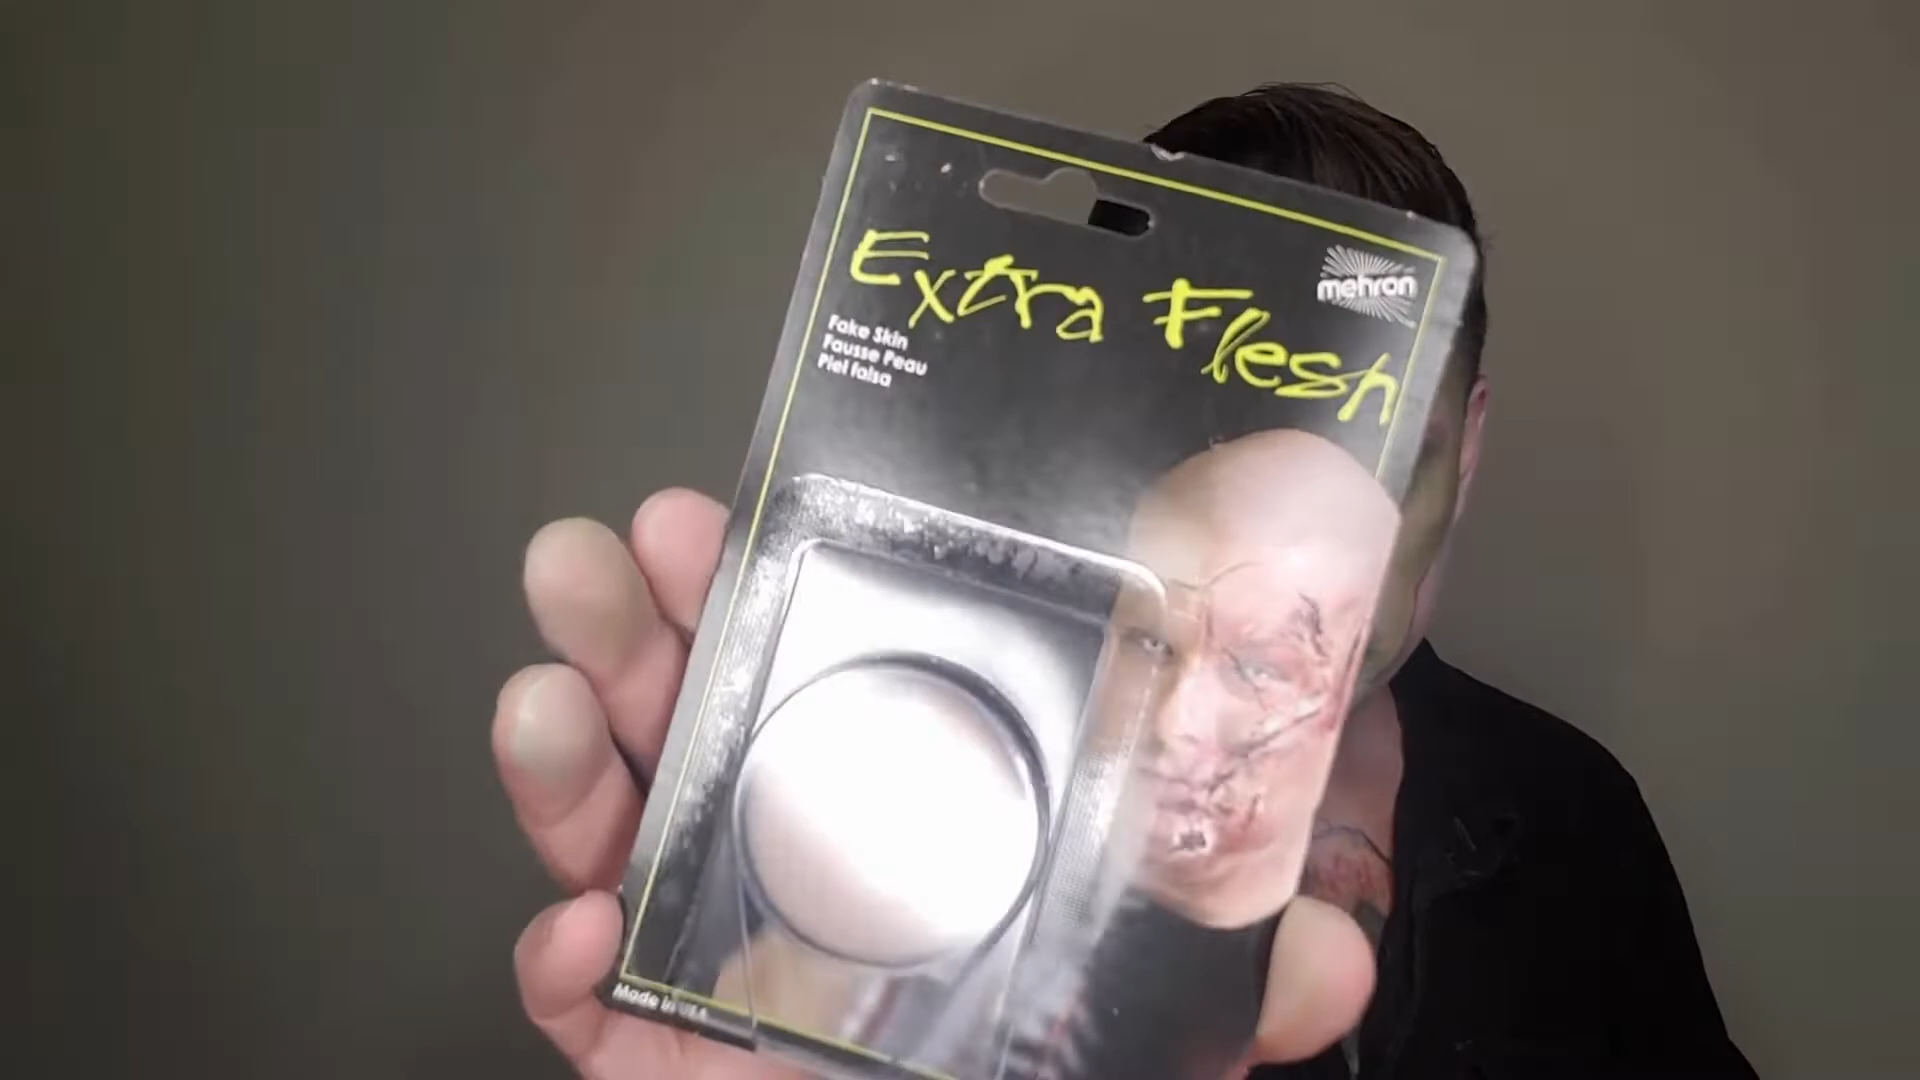 Extra Flesh
mehron
Fake Skin
Fausse Peau
Piel falsa
Made in USA